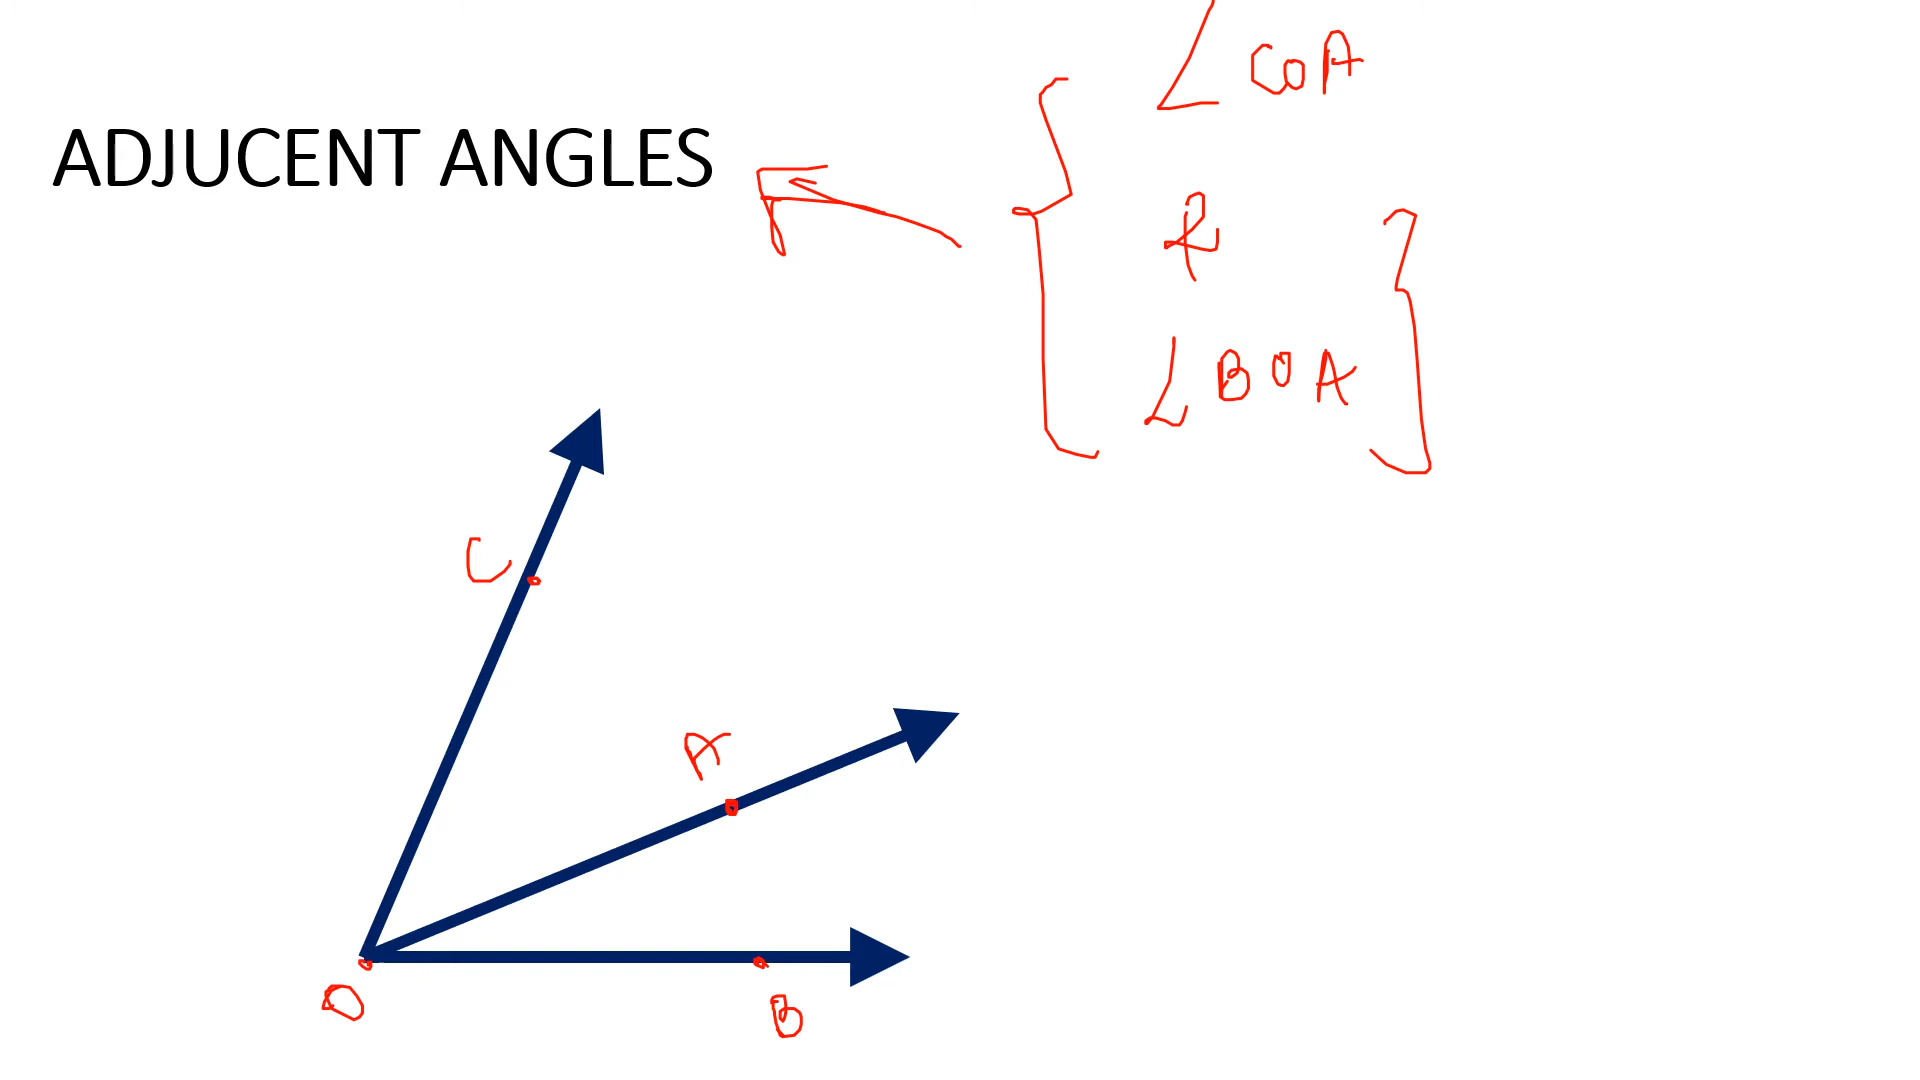 ∠ COA
ADJUCENT ANGLES
&
∠ BOA
C
A
O
B